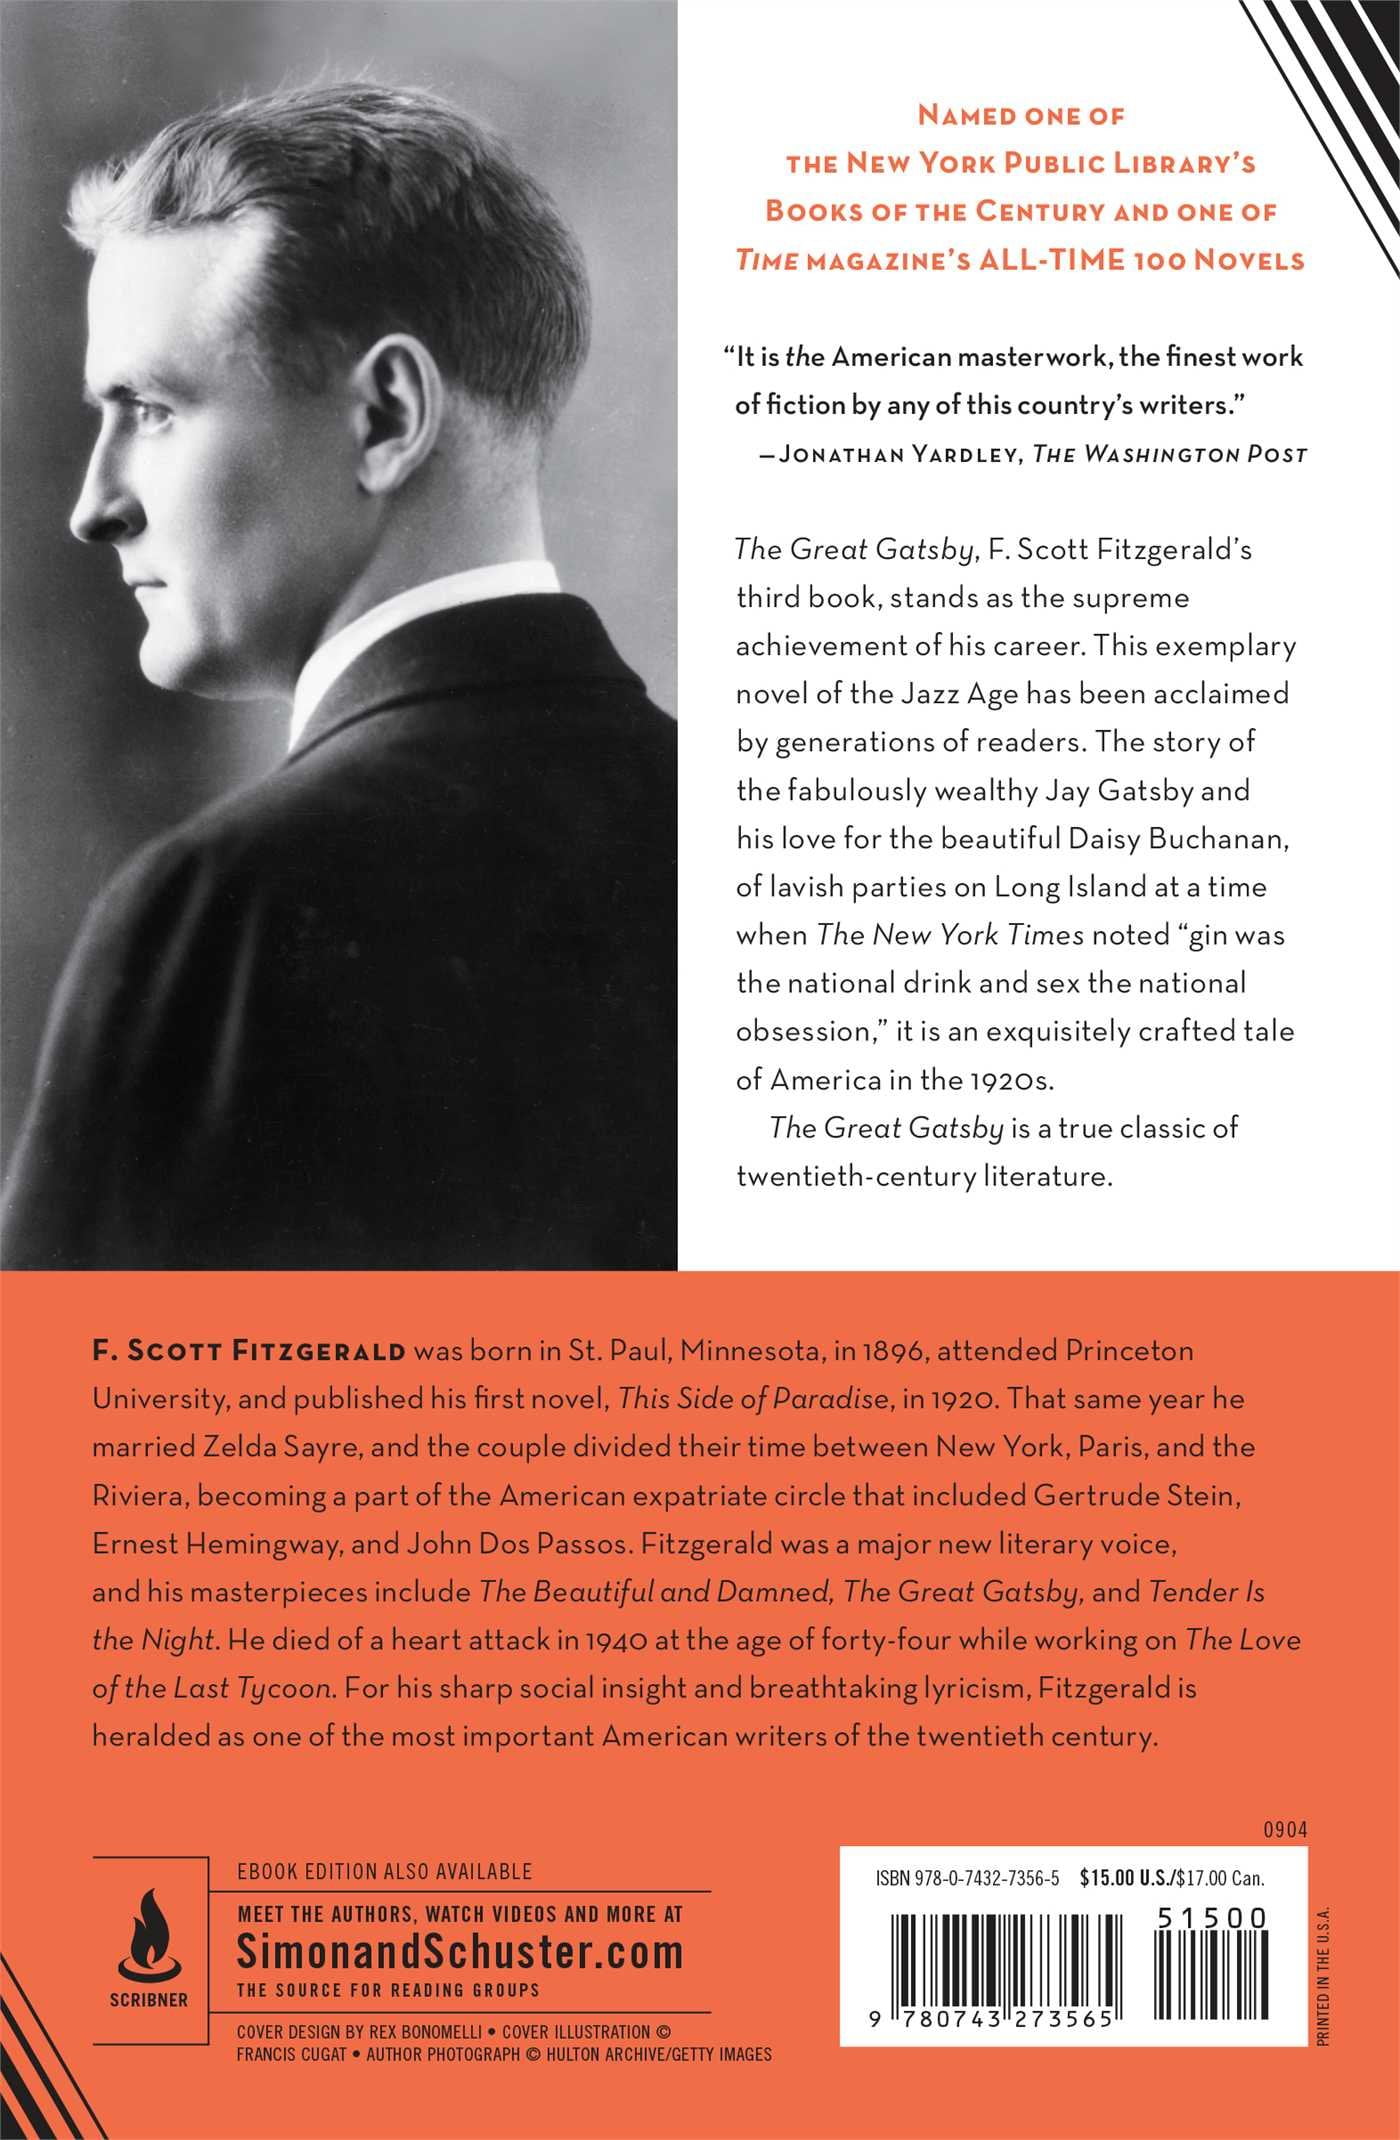 NAMED ONE OF
THE NEW YORK PUBLIC LIBRARY’S
BOOKS OF THE CENTURY AND ONE OF
TIME MAGAZINE’S ALL-TIME 100 NOVELS
“It is the American masterwork, the finest work
of fiction by any of this country’s writers.”
—JONATHAN YARDLEY, THE WASHINGTON POST
The Great Gatsby, F. Scott Fitzgerald’s
third book, stands as the supreme
achievement of his career. This exemplary
novel of the Jazz Age has been acclaimed
by generations of readers. The story of
the fabulously wealthy Jay Gatsby and
his love for the beautiful Daisy Buchanan,
of lavish parties on Long Island at a time
when The New York Times noted “gin was
the national drink and sex the national
obsession,” it is an exquisitely crafted tale
of America in the 1920s.
The Great Gatsby is a true classic of
twentieth-century literature.
F. SCOTT FITZGERALD was born in St. Paul, Minnesota, in 1896, attended Princeton
University, and published his first novel, This Side of Paradise, in 1920. That same year he
married Zelda Sayre, and the couple divided their time between New York, Paris, and the
Riviera, becoming a part of the American expatriate circle that included Gertrude Stein,
Ernest Hemingway, and John Dos Passos. Fitzgerald was a major new literary voice,
and his masterpieces include The Beautiful and Damned, The Great Gatsby, and Tender Is
the Night. He died of a heart attack in 1940 at the age of forty-four while working on The Love
of the Last Tycoon. For his sharp social insight and breathtaking lyricism, Fitzgerald is
heralded as one of the most important American writers of the twentieth century.
SCRIBNER
EBOOK EDITION ALSO AVAILABLE
MEET THE AUTHORS, WATCH VIDEOS AND MORE AT
SimonandSchuster.com
THE SOURCE FOR READING GROUPS
COVER DESIGN BY REX BONOMELLI • COVER ILLUSTRATION ©
FRANCIS CUGAT • AUTHOR PHOTOGRAPH © HULTON ARCHIVE/GETTY IMAGES
0904
ISBN 978-0-7432-7356-5 $15.00 U.S./$17.00 Can.
51500
9 780743 273565
PRINTED IN THE U.S.A.